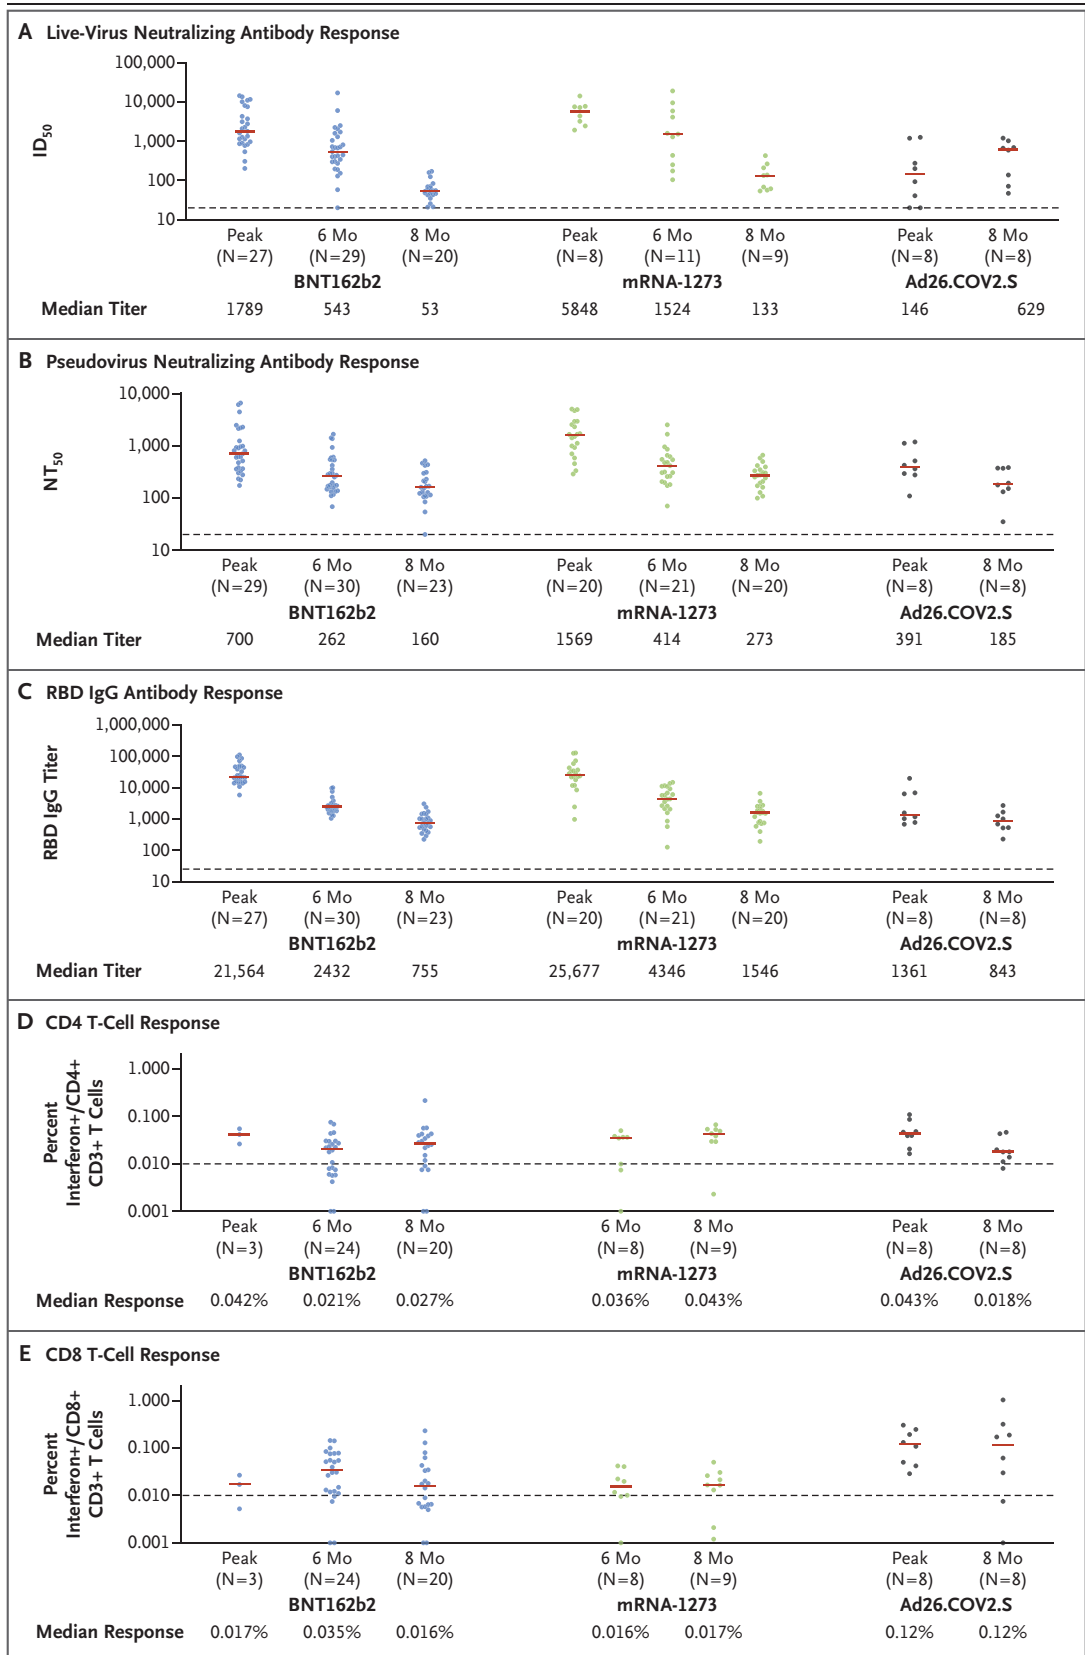 A Live-Virus Neutralizing Antibody Response
ID50
100,000
10,000
1,000
100
10
Peak 6 Mo 8 Mo Peak 6 Mo 8 Mo Peak 8 Mo
(N=27) (N=29) (N=20) (N=8) (N=11) (N=9) (N=8) (N=8)
BNT162b2 mRNA-1273 Ad26.COV2.S
Median Titer 1789 543 53 5848 1524 133 146 629
B Pseudovirus Neutralizing Antibody Response
NT50
10,000
1,000
100
10
Peak 6 Mo 8 Mo Peak 6 Mo 8 Mo Peak 8 Mo
(N=29) (N=30) (N=23) (N=20) (N=21) (N=20) (N=8) (N=8)
BNT162b2 mRNA-1273 Ad26.COV2.S
Median Titer 700 262 160 1569 414 273 391 185
C RBD IgG Antibody Response
RBD IgG Titer
1,000,000
100,000
10,000
1,000
100
10
Peak 6 Mo 8 Mo Peak 6 Mo 8 Mo Peak 8 Mo
(N=27) (N=30) (N=23) (N=20) (N=21) (N=20) (N=8) (N=8)
BNT162b2 mRNA-1273 Ad26.COV2.S
Median Titer 21,564 2432 755 25,677 4346 1546 1361 843
D CD4 T-Cell Response
Percent
Interferon+/CD4+
CD3+ T Cells
1.000
0.100
0.010
0.001
Peak 6 Mo 8 Mo 6 Mo 8 Mo Peak 8 Mo
(N=3) (N=24) (N=20) (N=8) (N=9) (N=8) (N=8)
BNT162b2 mRNA-1273 Ad26.COV2.S
Median Response 0.042% 0.021% 0.027% 0.036% 0.043% 0.043% 0.018%
E CD8 T-Cell Response
Percent
Interferon+/CD8+
CD3+ T Cells
1.000
0.100
0.010
0.001
Peak 6 Mo 8 Mo 6 Mo 8 Mo Peak 8 Mo
(N=3) (N=24) (N=20) (N=8) (N=9) (N=8) (N=8)
BNT162b2 mRNA-1273 Ad26.COV2.S
Median Response 0.017% 0.035% 0.016% 0.016% 0.017% 0.12% 0.12%